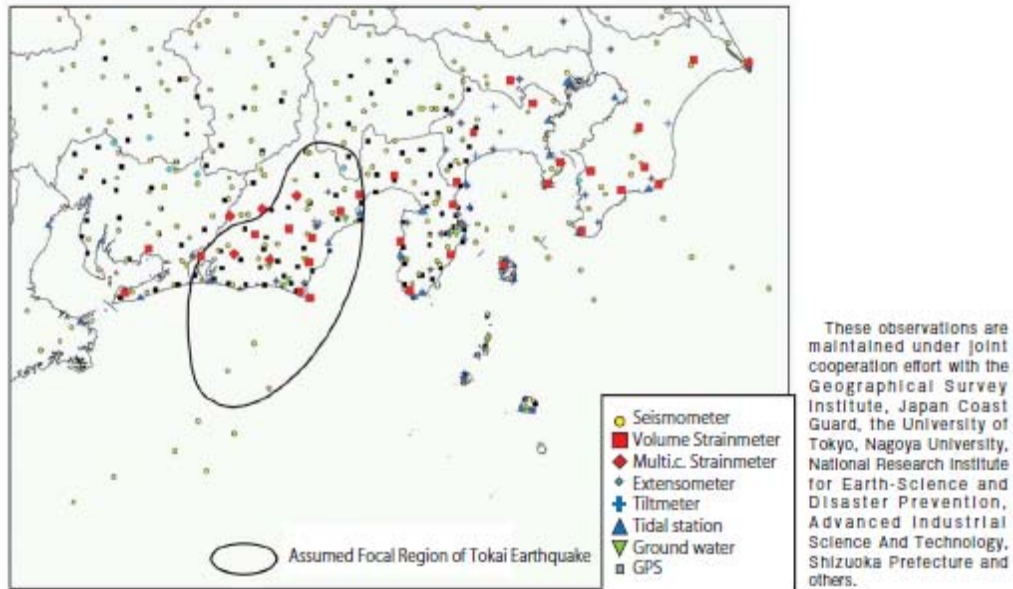 These observations are
maintained under joint
cooperation effort with the
Geographical Survey
Institute, Japan Coast
Guard, the University of
Tokyo, Nagoya University,
National Research Institute
for Earth-Science and
Disaster Prevention,
Advanced Industrial
Science And Technology,
Shizuoka Prefecture and
others.
Seismometer
Volume Strainmeter
Multi.c. Strainmeter
Extensometer
Tiltmeter
Tidal station
Ground water
GPS
Assumed Focal Region of Tokai Earthquake